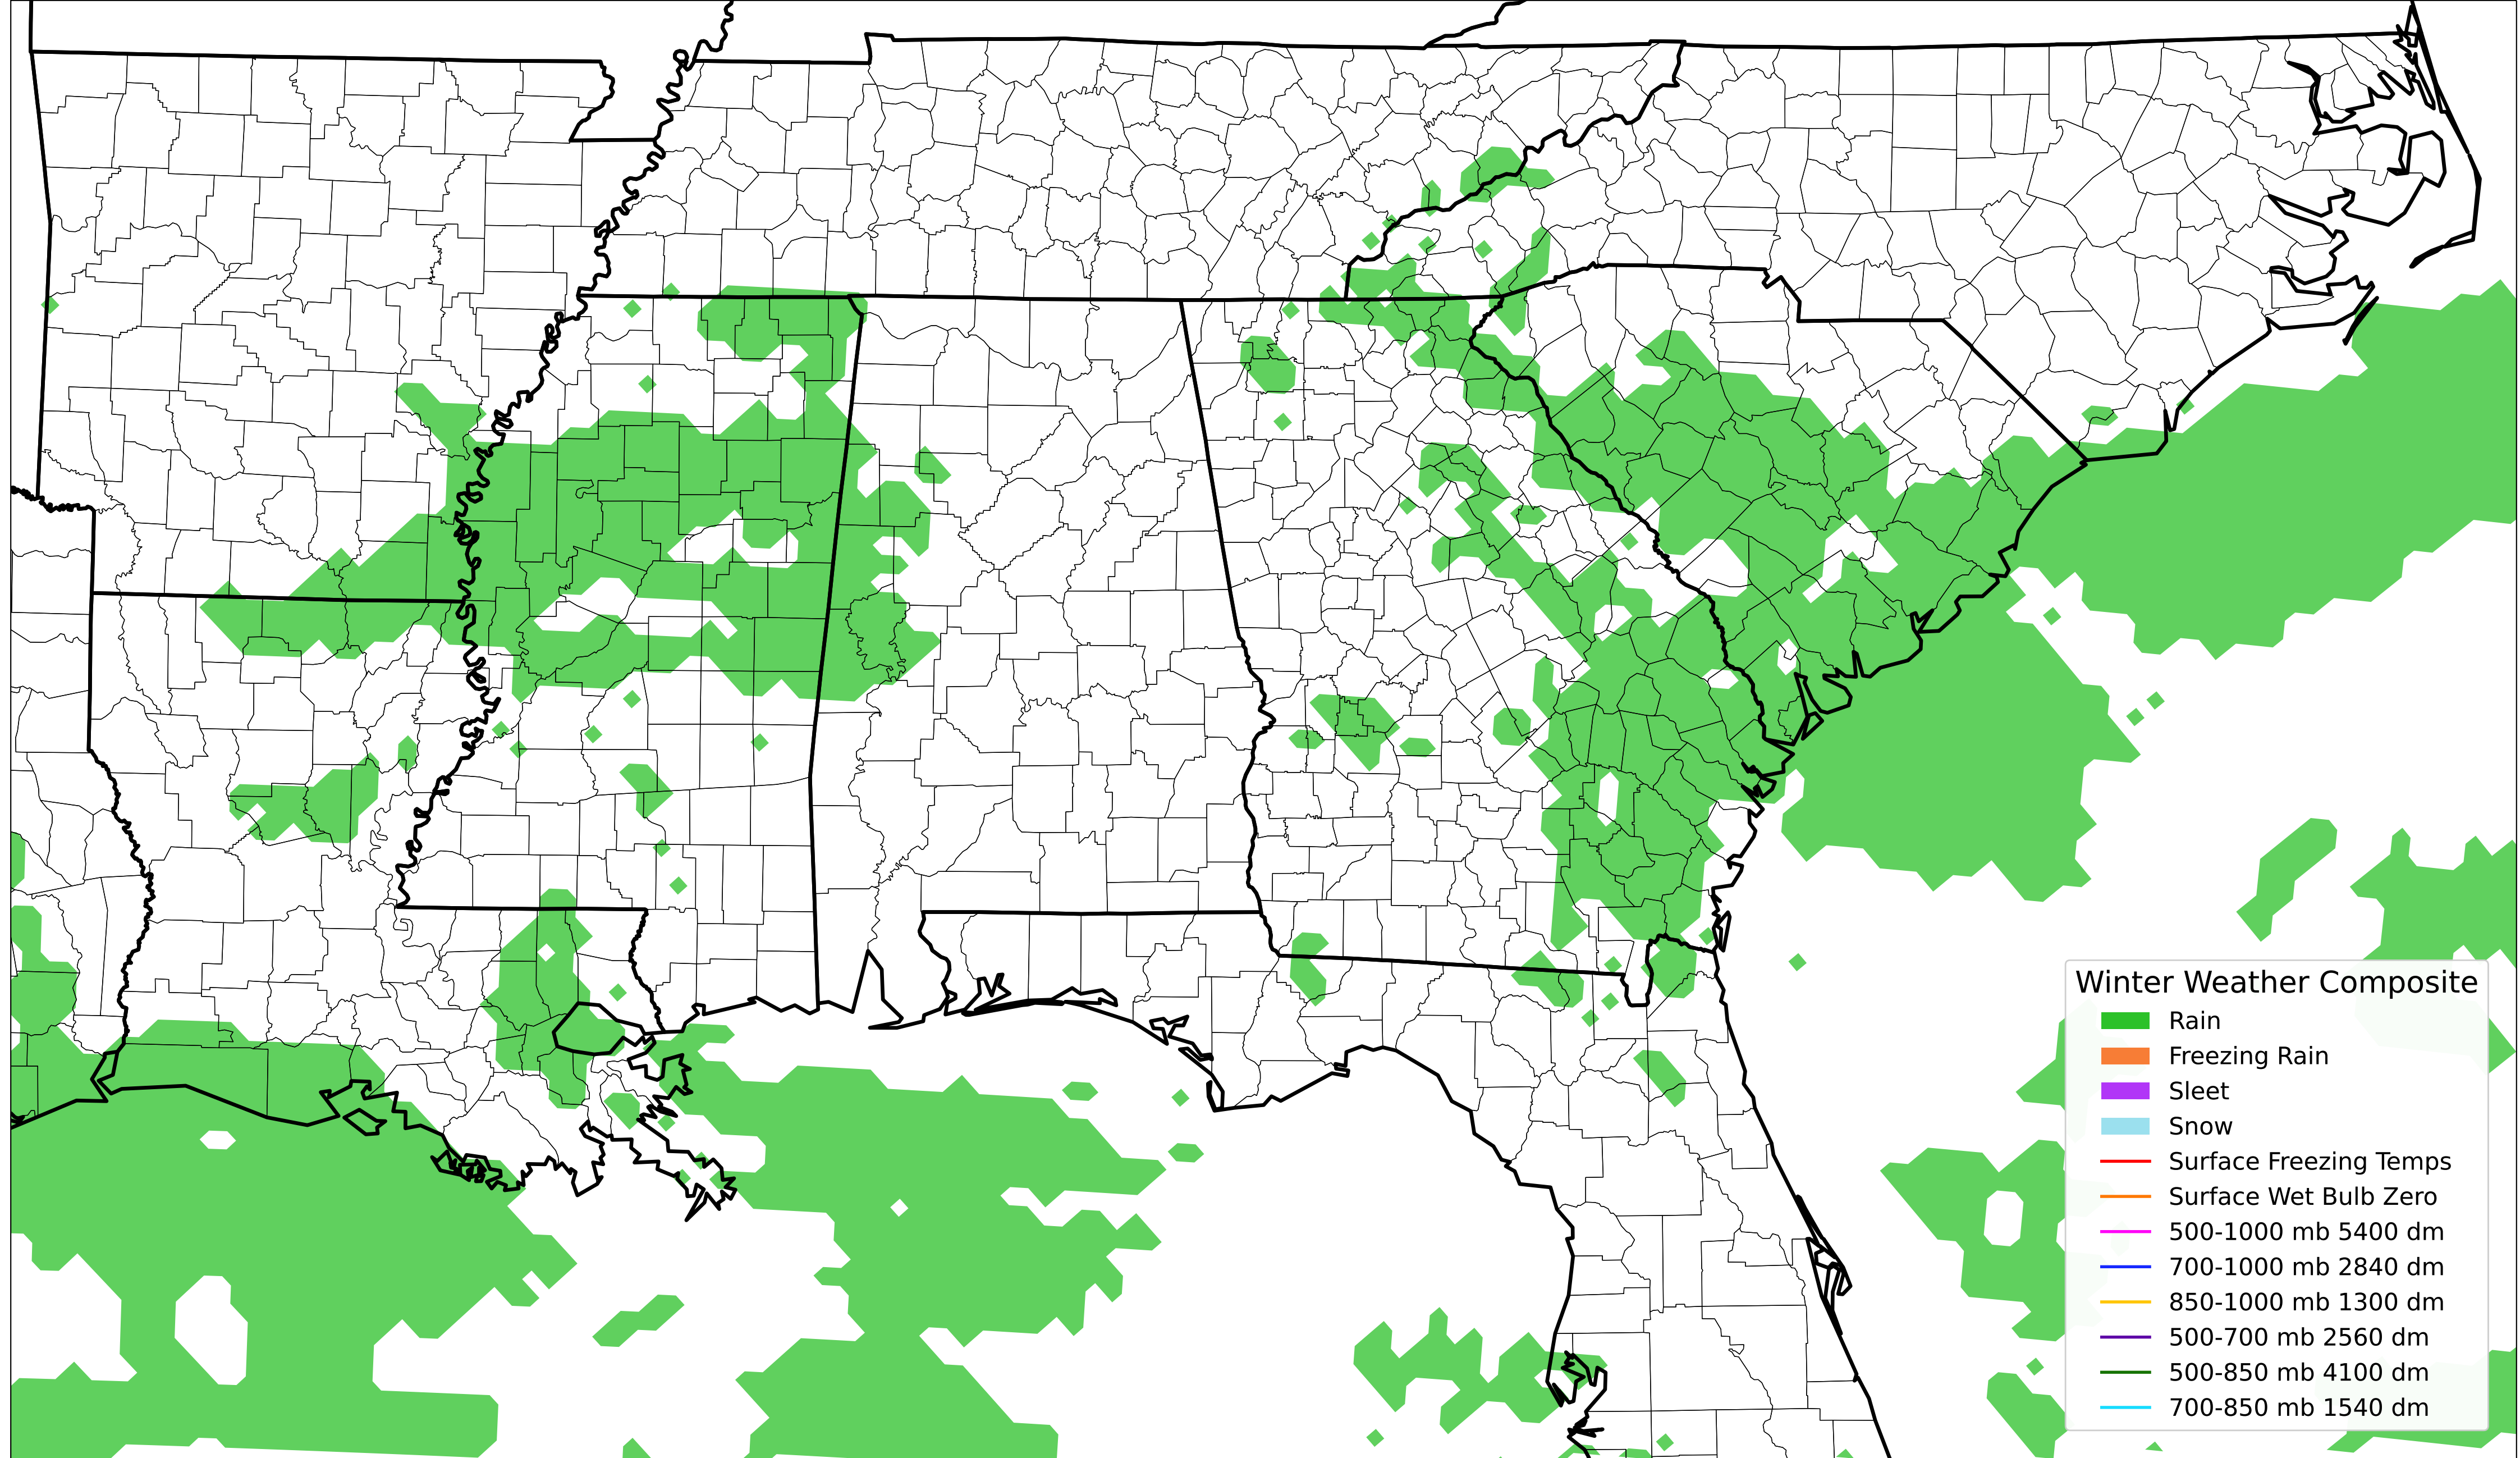 Winter Weather Composite
Rain
Freezing Rain
Sleet
Snow
Surface Freezing Temps
Surface Wet Bulb Zero
500-1000 mb 5400 dm
700-1000 mb 2840 dm
850-1000 mb 1300 dm
500-700 mb 2560 dm
500-850 mb 4100 dm
700-850 mb 1540 dm